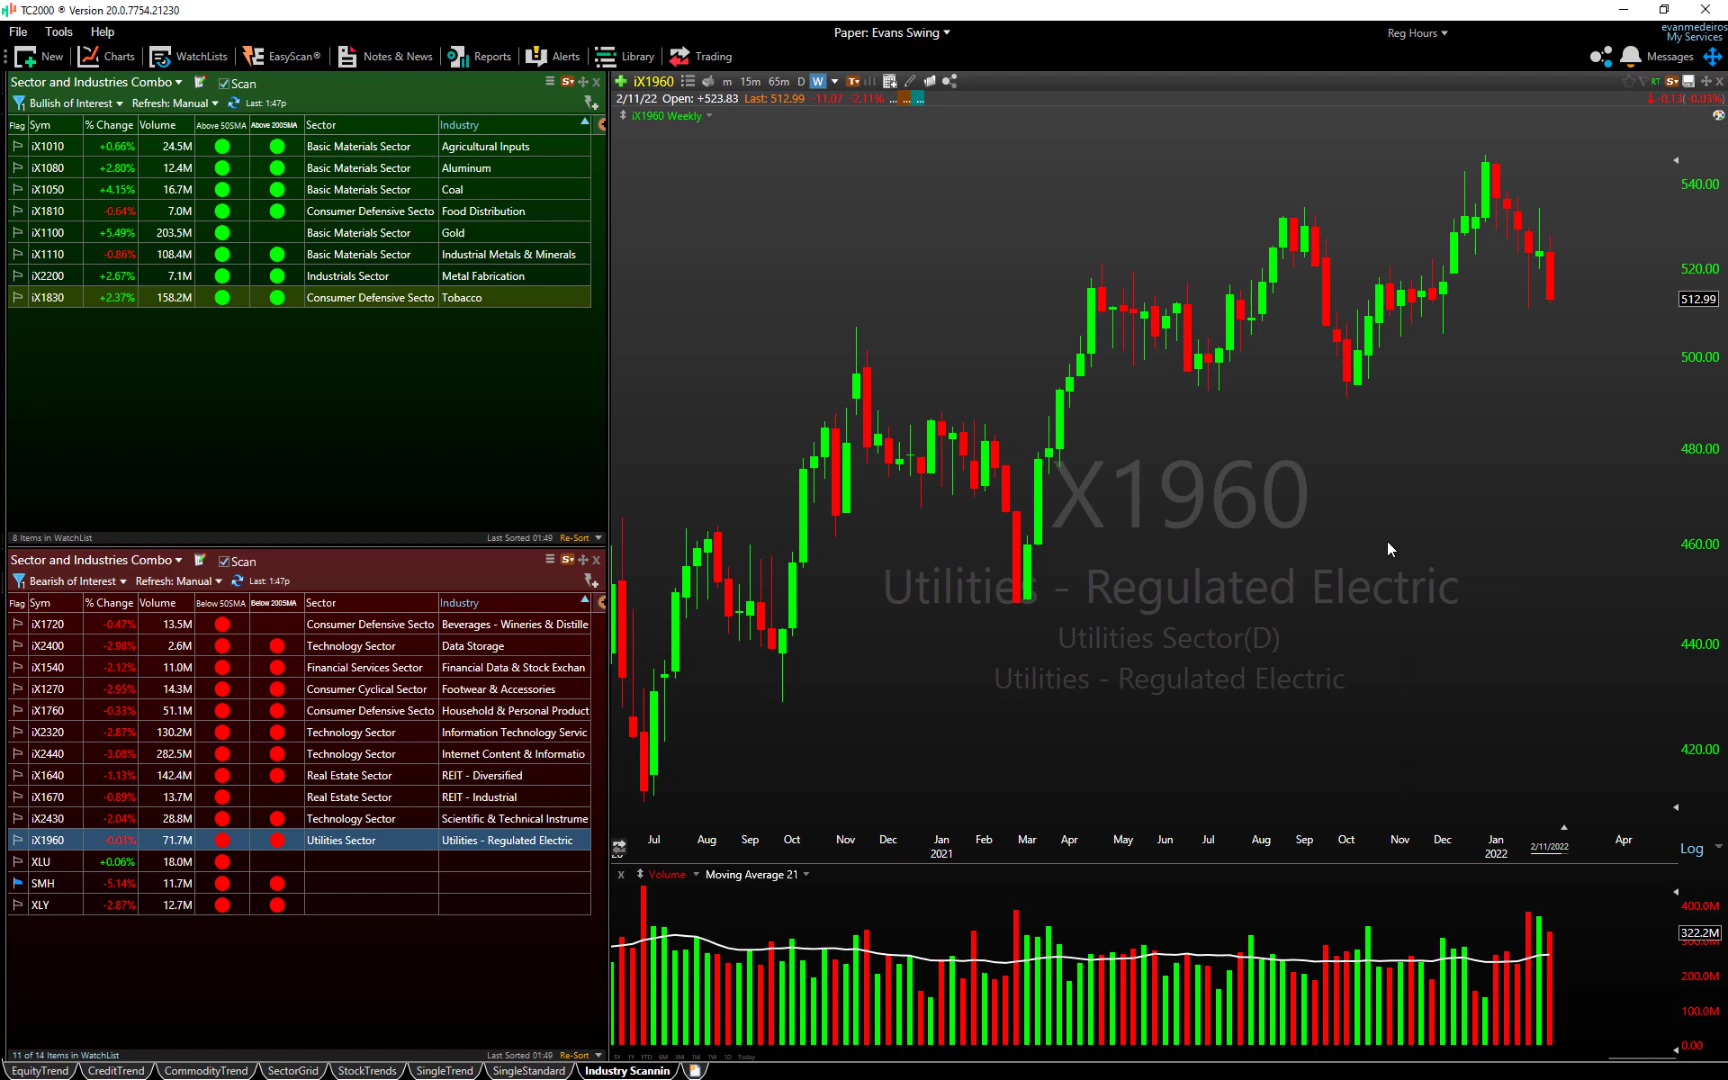 TC2000 ® Version 20.0.7754.21230
File Tools Help
Paper: Evans Swing
Reg Hours
evanmedeiros
My Services
New Charts WatchLists EasyScan® Notes & News Reports Alerts Library Trading
Messages
Sector and Industries Combo Scan
Bullish of Interest Refresh: Manual Last: 1:47p
Flag Sym % Change Volume Above 50SMA Above 200SMA Sector Industry
iX1010 +0.66% 24.5M Basic Materials Sector Agricultural Inputs
iX1080 +2.80% 12.4M Basic Materials Sector Aluminum
iX1050 +4.15% 16.7M Basic Materials Sector Coal
iX1810 -0.64% 7.0M Consumer Defensive Secto Food Distribution
iX1100 +5.49% 203.5M Basic Materials Sector Gold
iX1110 -0.86% 108.4M Basic Materials Sector Industrial Metals & Minerals
iX2200 +2.67% 7.1M Industrials Sector Metal Fabrication
iX1830 +2.37% 158.2M Consumer Defensive Secto Tobacco
8 Items in WatchList Last Sorted 01:49 Re-Sort
Sector and Industries Combo Scan
Bearish of Interest Refresh: Manual Last: 1:47p
Flag Sym % Change Volume Below 50SMA Below 200SMA Sector Industry
iX1720 -0.47% 13.5M Consumer Defensive Secto Beverages - Wineries & Distille
iX2400 -2.98% 2.6M Technology Sector Data Storage
iX1540 -2.12% 11.0M Financial Services Sector Financial Data & Stock Exchan
iX1270 -2.95% 14.3M Consumer Cyclical Sector Footwear & Accessories
iX1760 -0.33% 51.1M Consumer Defensive Secto Household & Personal Product
iX2320 -2.87% 130.2M Technology Sector Information Technology Servic
iX2440 -3.08% 282.5M Technology Sector Internet Content & Informatio
iX1640 -1.13% 142.4M Real Estate Sector REIT - Diversified
iX1670 -0.89% 13.7M Real Estate Sector REIT - Industrial
iX2430 -2.04% 28.8M Technology Sector Scientific & Technical Instrume
iX1960 -0.03% 71.7M Utilities Sector Utilities - Regulated Electric
XLU +0.06% 18.0M
SMH -5.14% 11.7M
XLY -2.87% 12.7M
11 of 14 Items in WatchList Last Sorted 01:49 Re-Sort
iX1960 m 15m 65m D W T RT S
2/11/22 Open: +523.83 Last: 512.99 -11.07 -2.11% ... ... ...
-0.13(-0.03%)
iX1960 Weekly
540.00
520.00
512.99
500.00
480.00
460.00
440.00
420.00
X1960
Utilities - Regulated Electric
Utilities Sector(D)
Utilities - Regulated Electric
Jul Aug Sep Oct Nov Dec Jan Feb Mar Apr May Jun Jul Aug Sep Oct Nov Dec Jan 2/11/2022 Apr
2021 2022
Log
X Volume Moving Average 21
400.0M
322.2M
300.0M
200.0M
100.0M
0.00
5Y 1Y YTD 6M 3M 1M 1W 1D Today
EquityTrend CreditTrend CommodityTrend SectorGrid StockTrends SingleTrend SingleStandard Industry Scannin